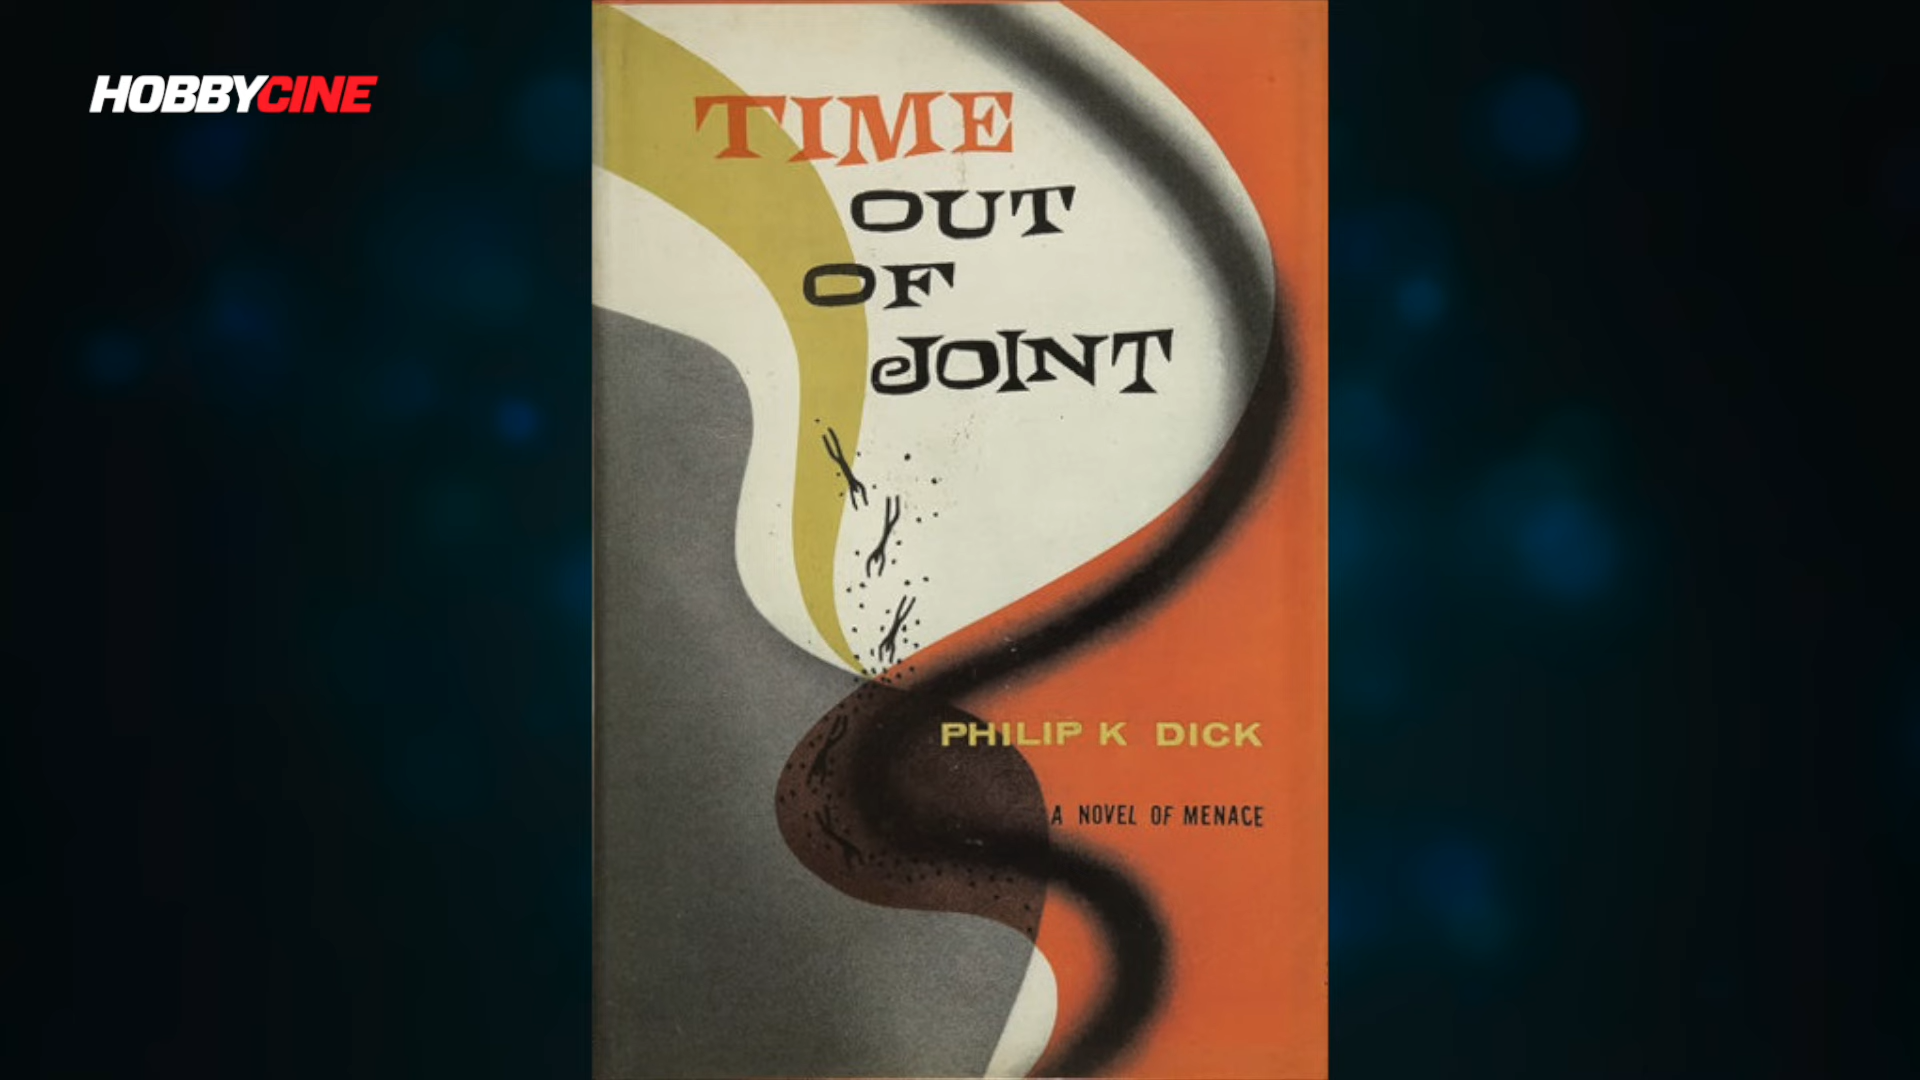 HOBBYCINE
TIME
OUT
OF
JOINT
PHILIP K DICK
A NOVEL OF MENACE